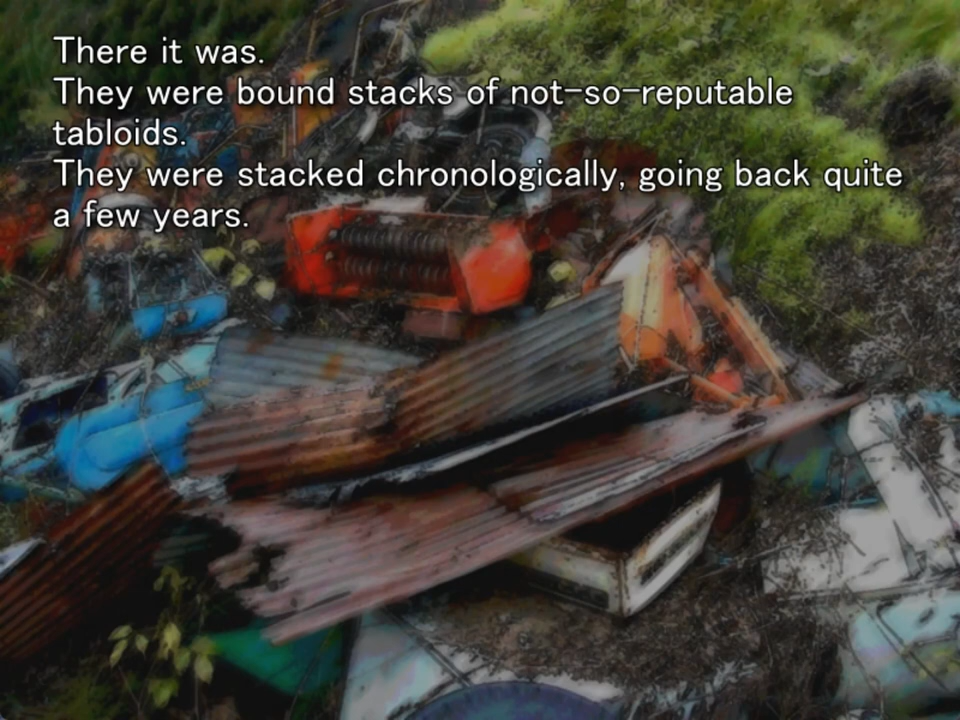 There it was.
They were bound stacks of not-so-reputable
tabloids.
They were stacked chronologically, going back quite
a few years.